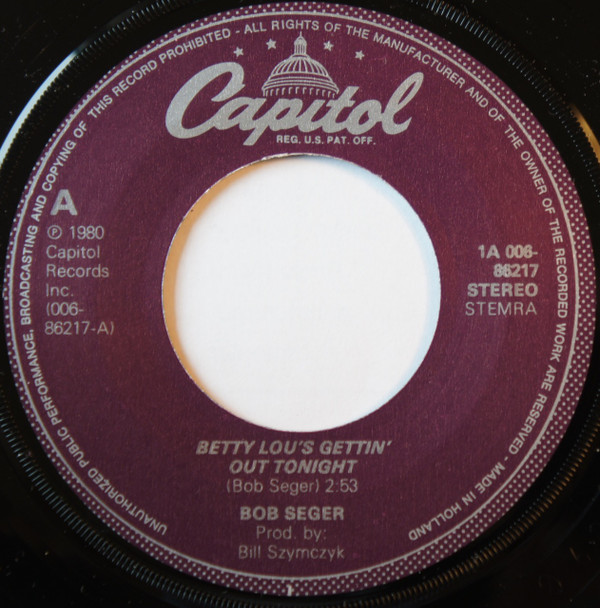 UNAUTHORIZED PUBLIC PERFORMANCE, BROADCASTING AND COPYING OF THIS RECORD PROHIBITED - ALL RIGHTS OF THE MANUFACTURER AND OF THE OWNER OF THE RECORDED WORK ARE RESERVED - MADE IN HOLLAND
Capitol
REG. U.S. PAT. OFF.
A
℗ 1980
Capitol
Records
Inc.
(006-
86217-A)
1A 006-
86217
STEREO
STEMRA
BETTY LOU'S GETTIN'
OUT TONIGHT
(Bob Seger) 2:53
BOB SEGER
Prod. by:
Bill Szymczyk